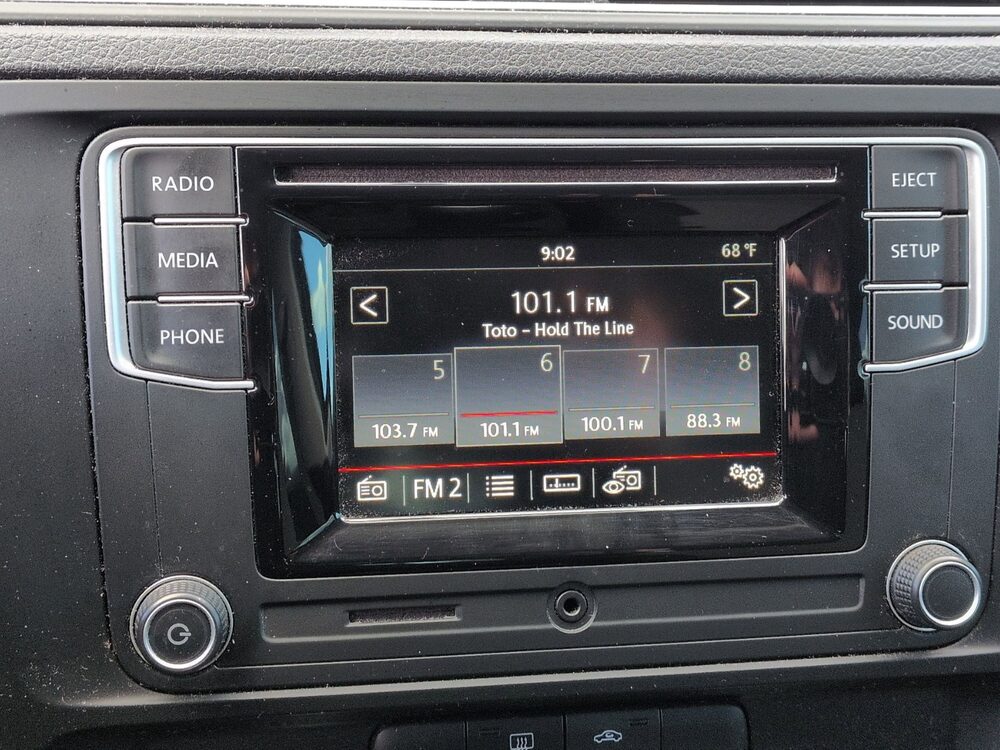 RADIO
MEDIA
PHONE
EJECT
SETUP
SOUND
9:02 68°F
< 101.1 FM >
Toto – Hold The Line
5 6 7 8
103.7 FM 101.1 FM 100.1 FM 88.3 FM
FM 2